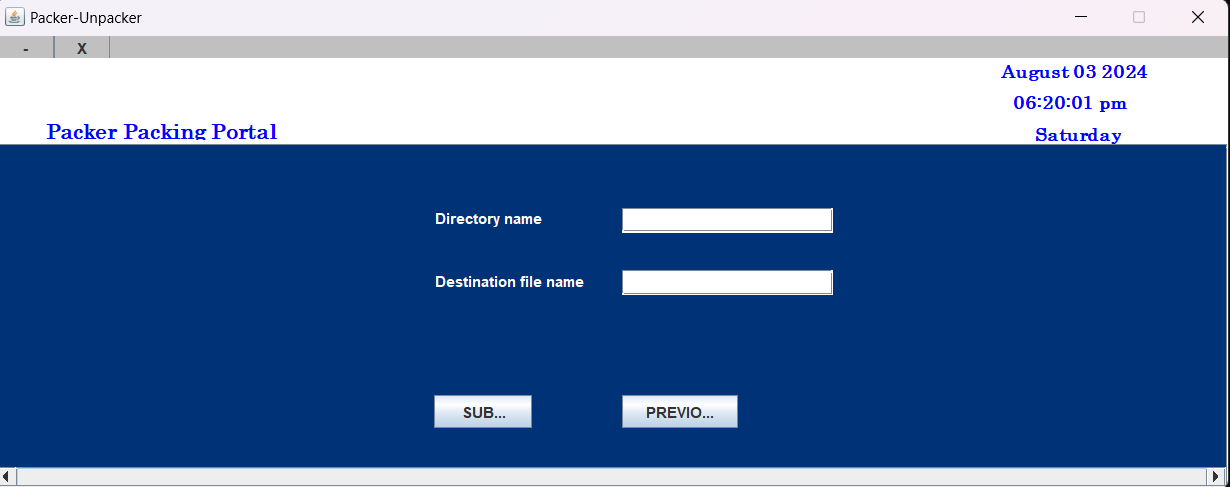 Packer-Unpacker
- X
August 03 2024
06:20:01 pm
Packer Packing Portal
Saturday
Directory name
Destination file name
SUB... PREVIO...